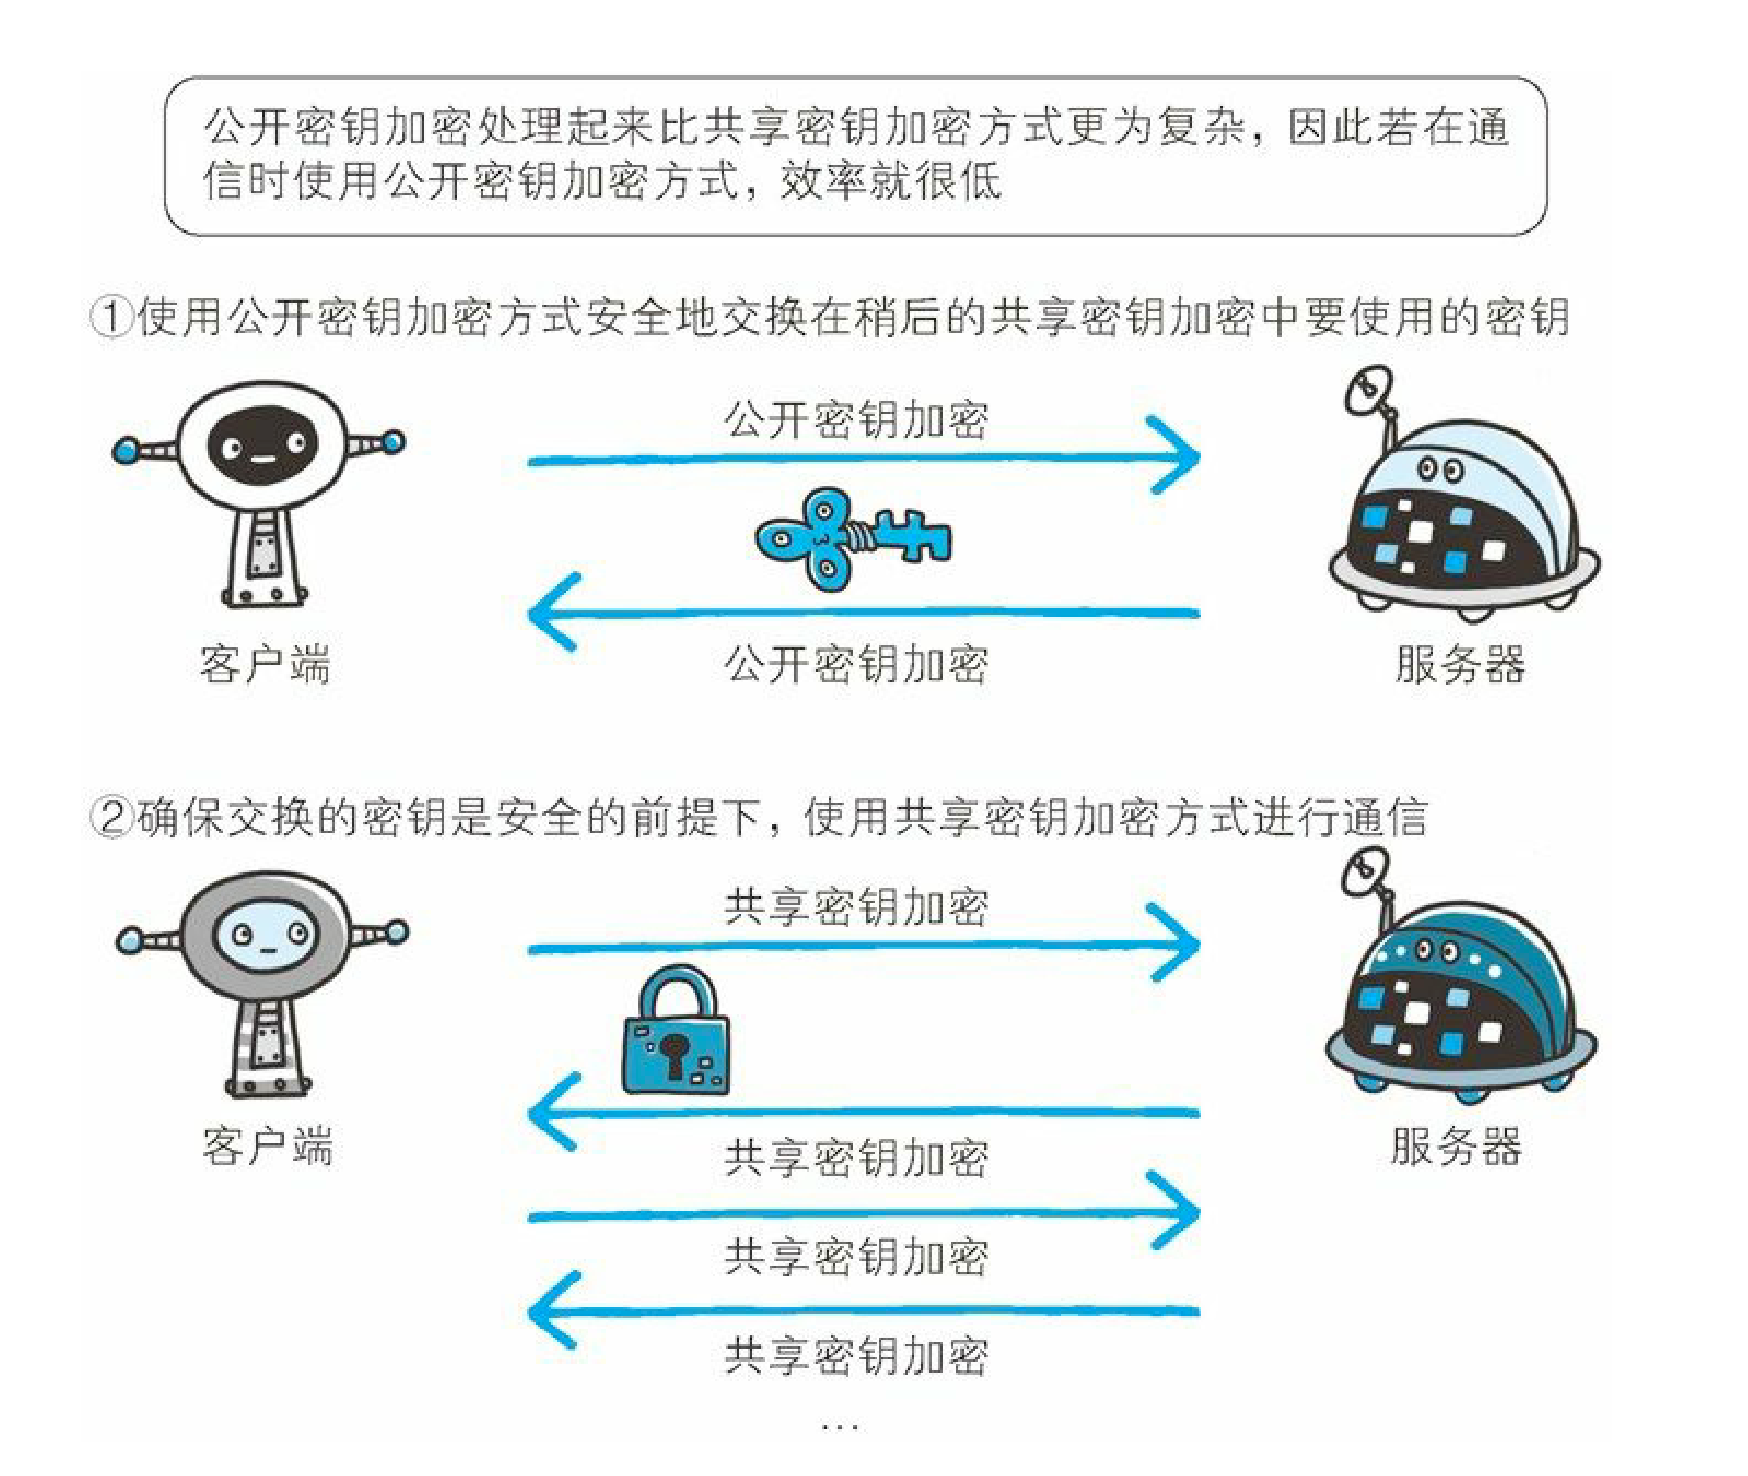 公开密钥加密处理起来比共享密钥加密方式更为复杂，因此若在通
信时使用公开密钥加密方式，效率就很低
①使用公开密钥加密方式安全地交换在稍后的共享密钥加密中要使用的密钥
公开密钥加密
公开密钥加密
客户端
服务器
②确保交换的密钥是安全的前提下，使用共享密钥加密方式进行通信
共享密钥加密
客户端
服务器
共享密钥加密
共享密钥加密
共享密钥加密
…